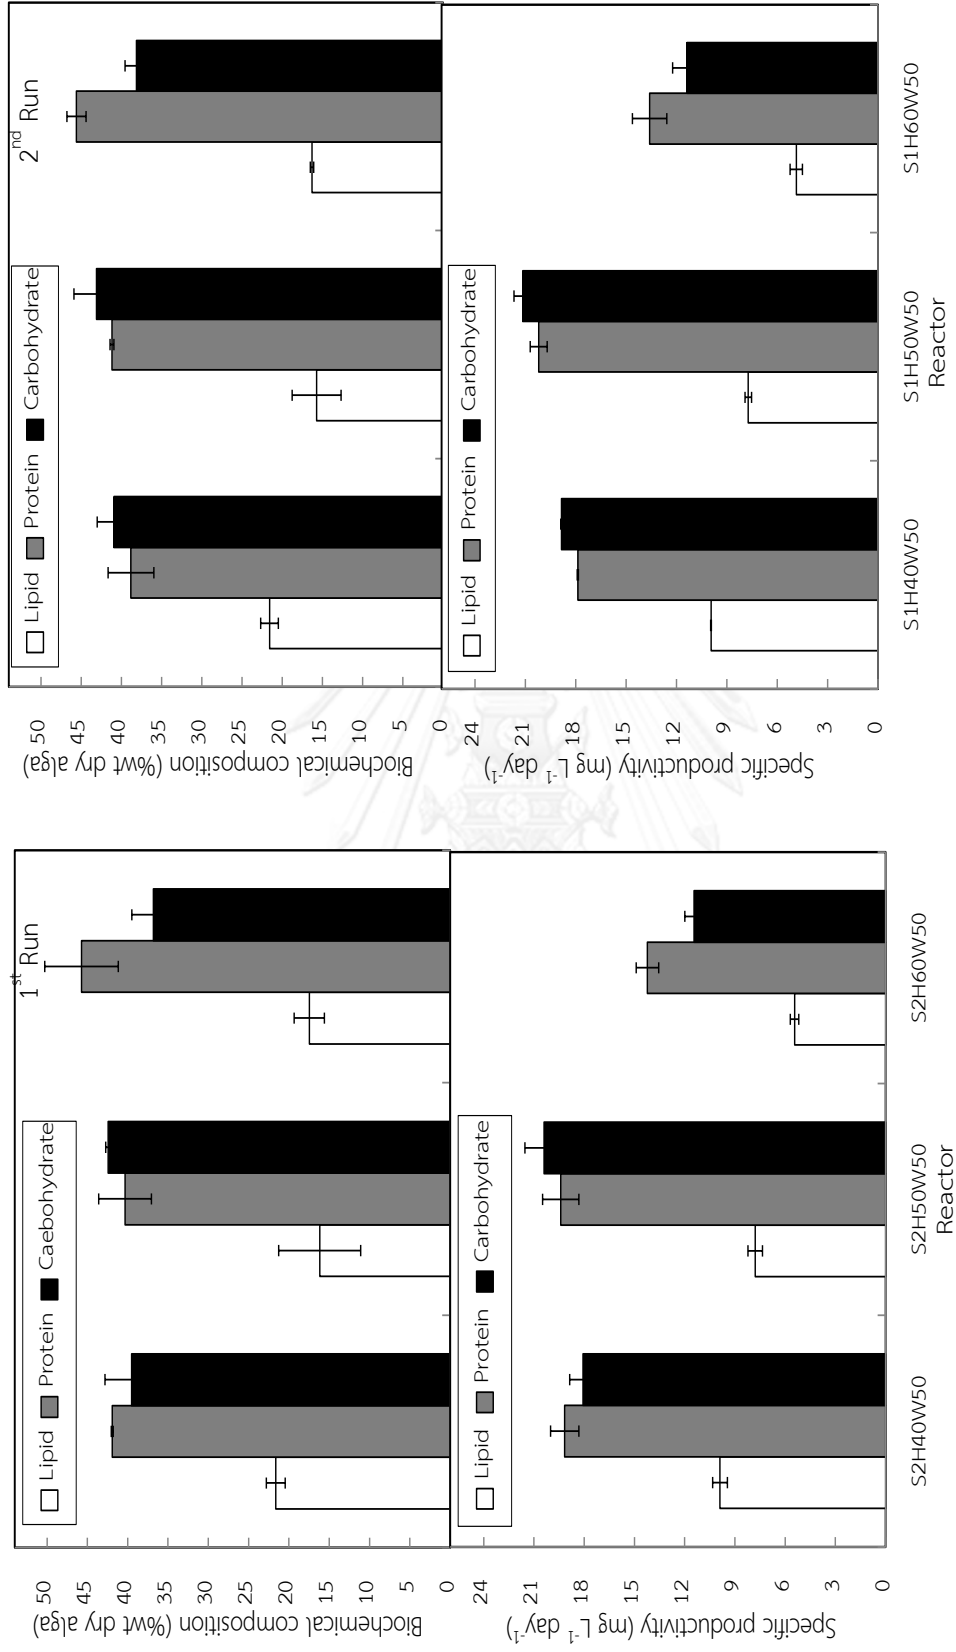 1st Run
Lipid Protein Caebohydrate
Biochemical composition (%wt dry alga)
50
45
40
35
30
25
20
15
10
5
0
Lipid Protein Carbohydrate
Specific productivity (mg L-1 day-1)
24
21
18
15
12
9
6
3
0
S2H40W50 S2H50W50 S2H60W50
Reactor
2nd Run
Lipid Protein Carbohydrate
Biochemical composition (%wt dry alga)
50
45
40
35
30
25
20
15
10
5
0
Lipid Protein Carbohydrate
Specific productivity (mg L-1 day-1)
24
21
18
15
12
9
6
3
0
S1H40W50 S1H50W50 S1H60W50
Reactor